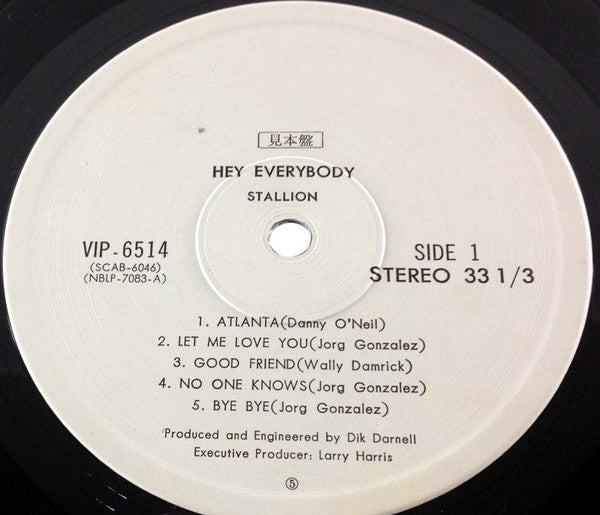 見本盤
HEY EVERYBODY
STALLION
VIP-6514
(SCAB-6046)
(NBLP-7083-A)
SIDE 1
STEREO 33 1/3
1. ATLANTA(Danny O'Neil)
2. LET ME LOVE YOU(Jorg Gonzalez)
3. GOOD FRIEND(Wally Damrick)
4. NO ONE KNOWS(Jorg Gonzalez)
5. BYE BYE(Jorg Gonzalez)
Produced and Engineered by Dik Darnell
Executive Producer: Larry Harris
⑤